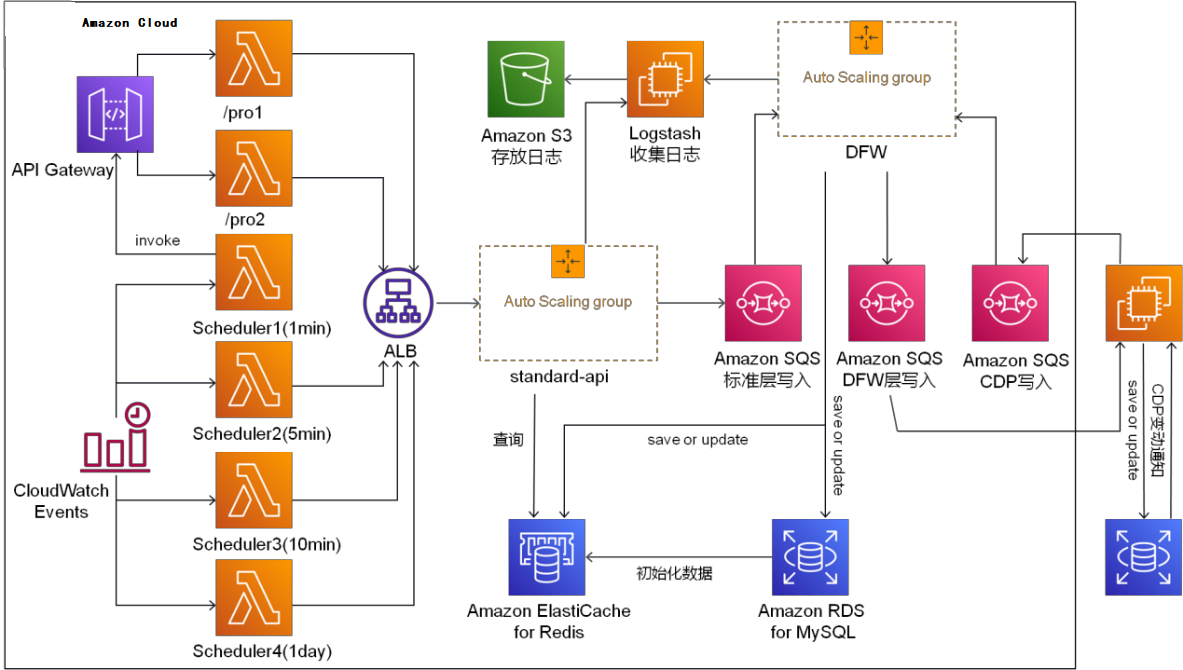 Amazon Cloud
/pro1
API Gateway
/pro2
invoke
Scheduler1(1min)
Scheduler2(5min)
CloudWatch
Events
Scheduler3(10min)
Scheduler4(1day)
ALB
Amazon S3
存放日志
Logstash
收集日志
Auto Scaling group
DFW
Auto Scaling group
standard-api
Amazon SQS
标准层写入
Amazon SQS
DFW层写入
Amazon SQS
CDP写入
查询
save or update
save or update
save or update
CDP变动通知
初始化数据
Amazon ElastiCache
for Redis
Amazon RDS
for MySQL